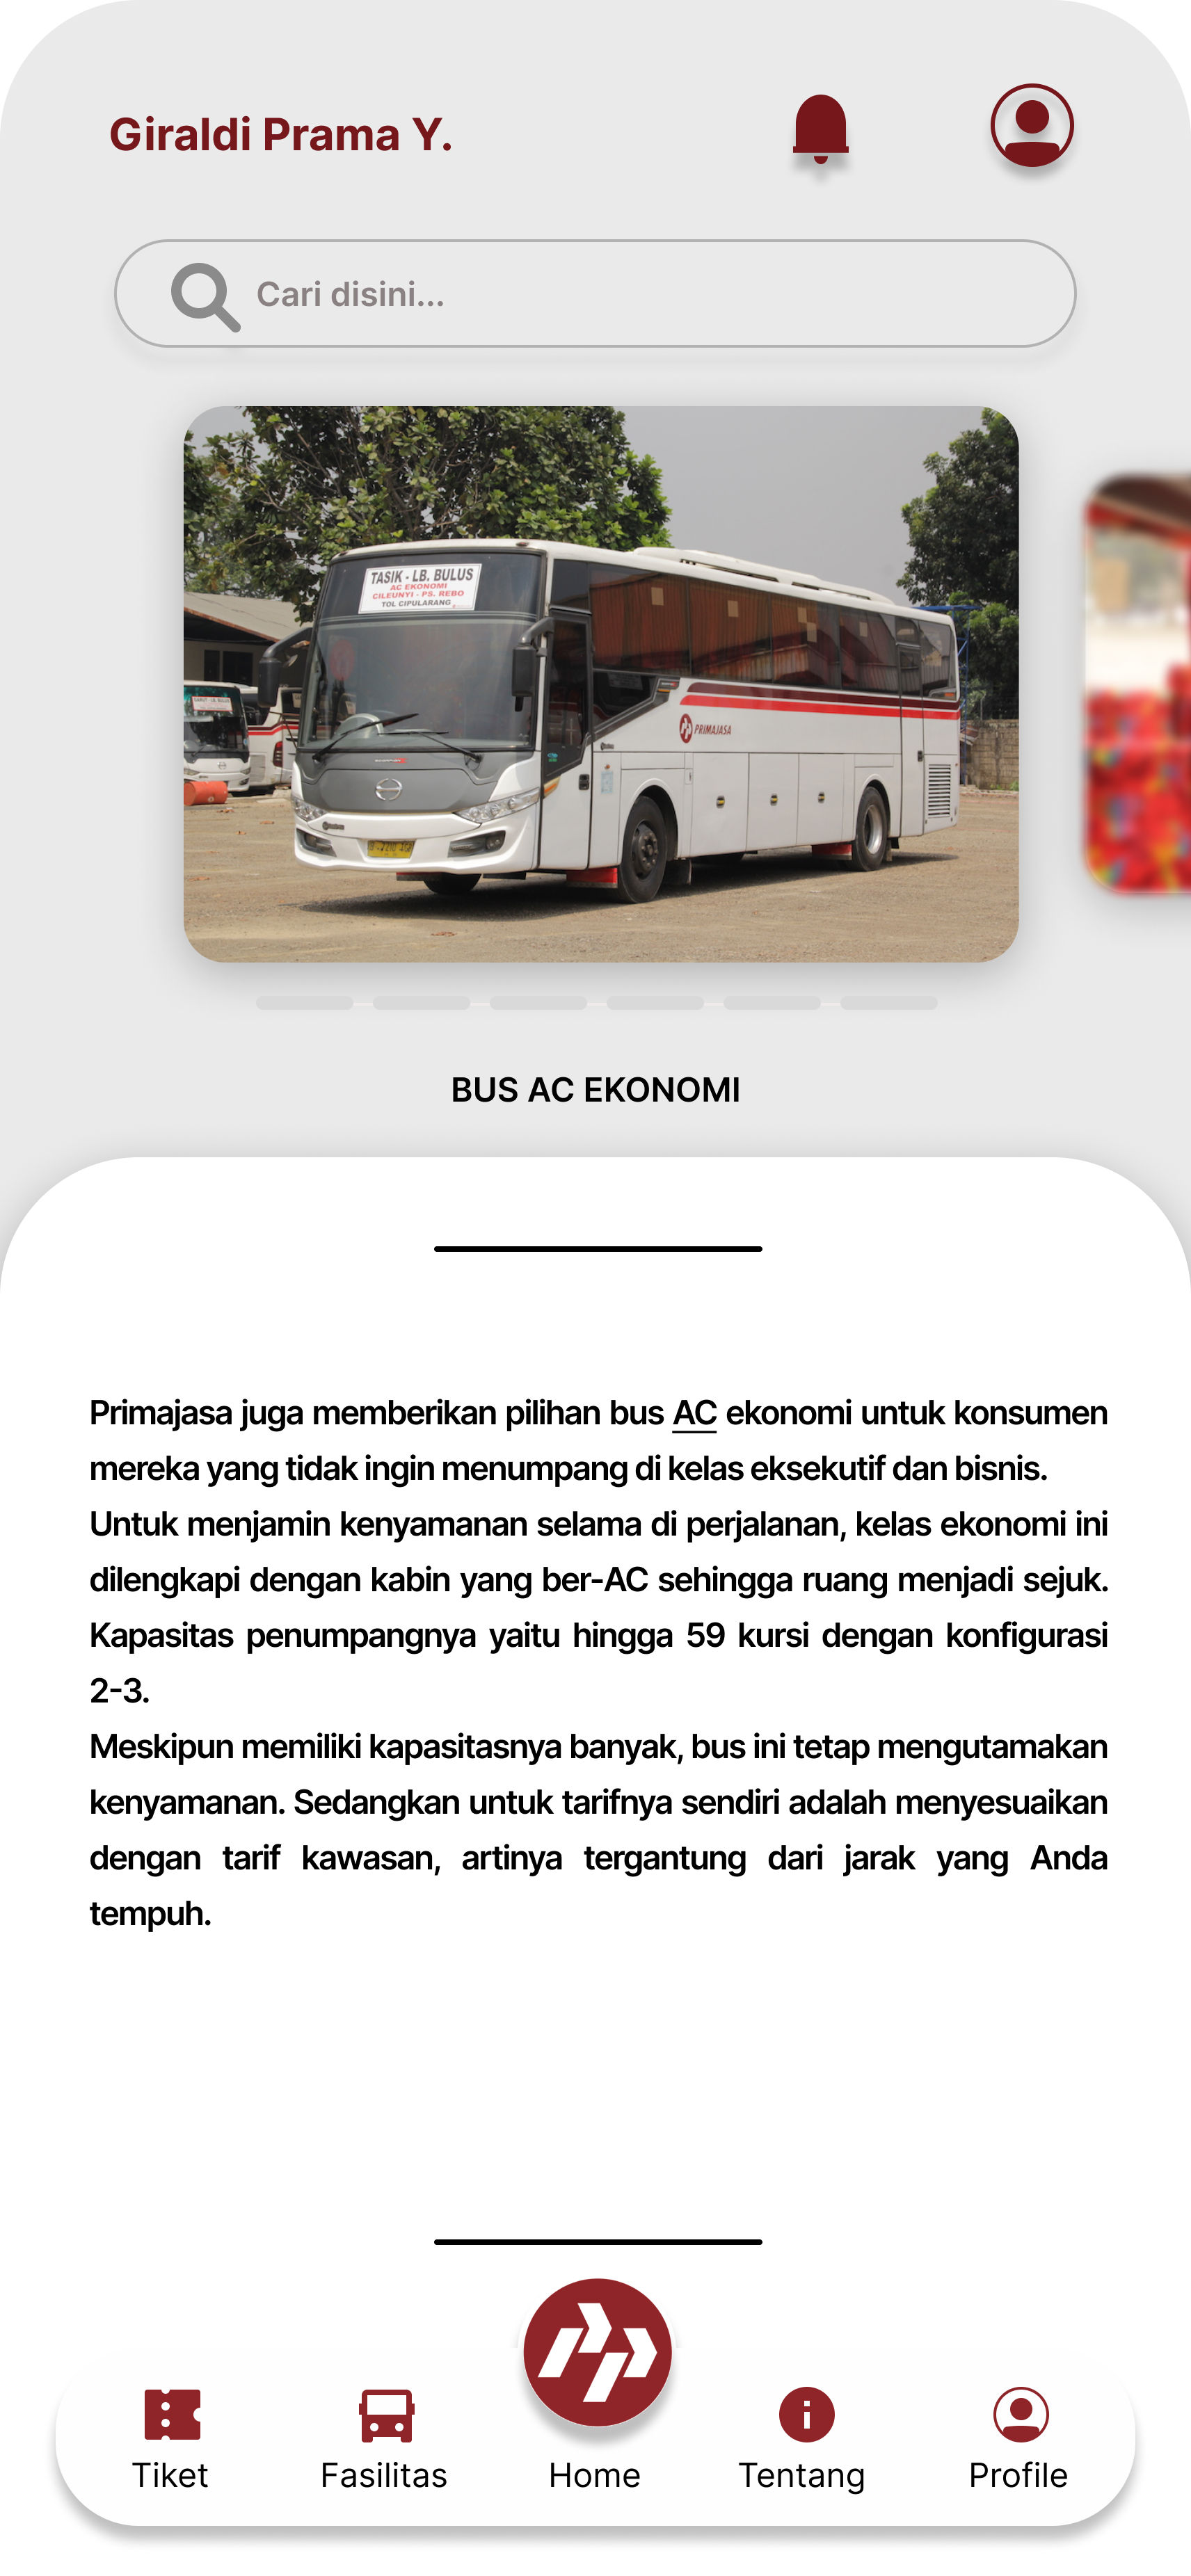 Giraldi Prama Y.
Cari disini...
TASIK - LB. BULUS
AC EKONOMI
CILEUNYI - PS. REBO
TOL CIPULARANG
PRIMAJASA
BUS AC EKONOMI
Primajasa juga memberikan pilihan bus AC ekonomi untuk konsumen
mereka yang tidak ingin menumpang di kelas eksekutif dan bisnis.
Untuk menjamin kenyamanan selama di perjalanan, kelas ekonomi ini
dilengkapi dengan kabin yang ber-AC sehingga ruang menjadi sejuk.
Kapasitas penumpangnya yaitu hingga 59 kursi dengan konfigurasi
2-3.
Meskipun memiliki kapasitasnya banyak, bus ini tetap mengutamakan
kenyamanan. Sedangkan untuk tarifnya sendiri adalah menyesuaikan
dengan tarif kawasan, artinya tergantung dari jarak yang Anda
tempuh.
Tiket
Fasilitas
Home
Tentang
Profile